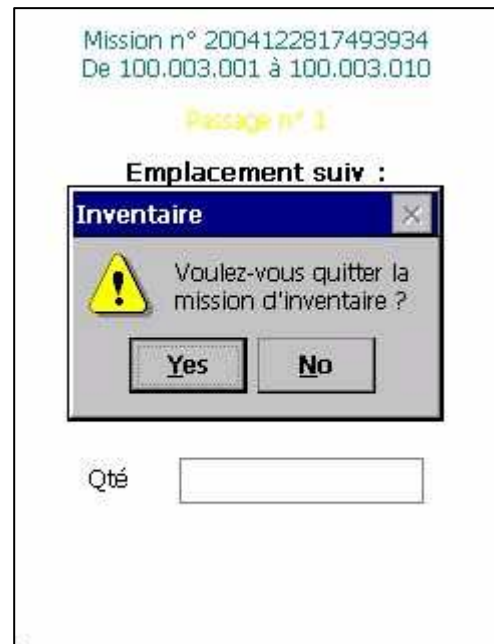 Mission n° 2004122817493934
De 100.003.001 à 100.003.010
Passage n° 1
Emplacement suiv :
Inventaire
Voulez-vous quitter la
mission d'inventaire ?
Yes
No
Qté